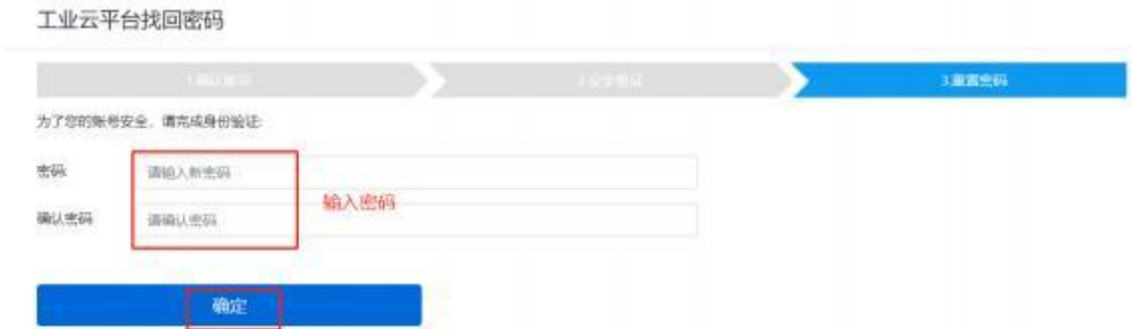 工业云平台找回密码
1.确认账号
2.安全验证
3.重置密码
为了您的账号安全，请完成身份验证:
密码:
请输入新密码
输入密码
确认密码
请确认密码
确定